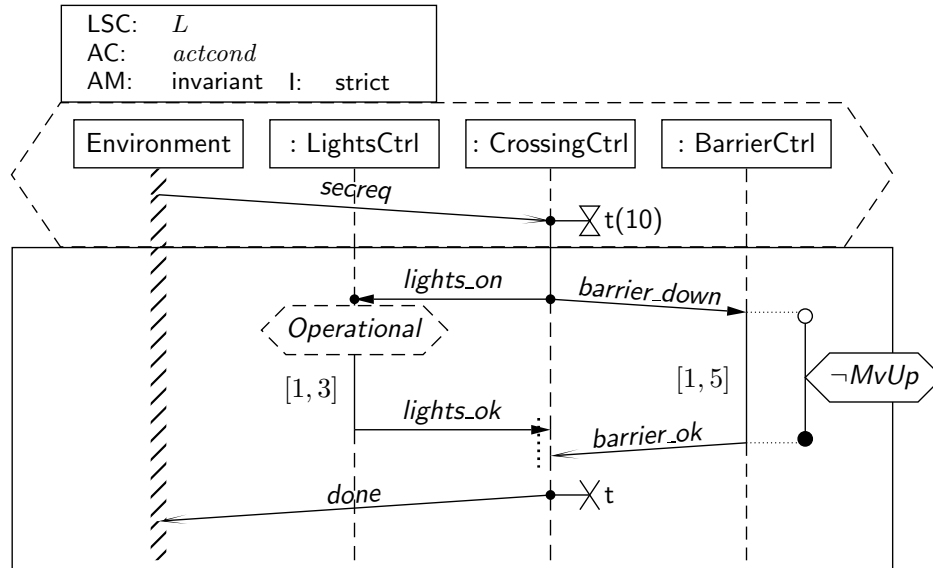 LSC: L
AC: actcond
AM: invariant I: strict
Environment : LightsCtrl : CrossingCtrl : BarrierCtrl
secreq
t(10)
lights_on barrier_down
Operational
¬MvUp
[1, 3] [1, 5]
lights_ok barrier_ok
done t